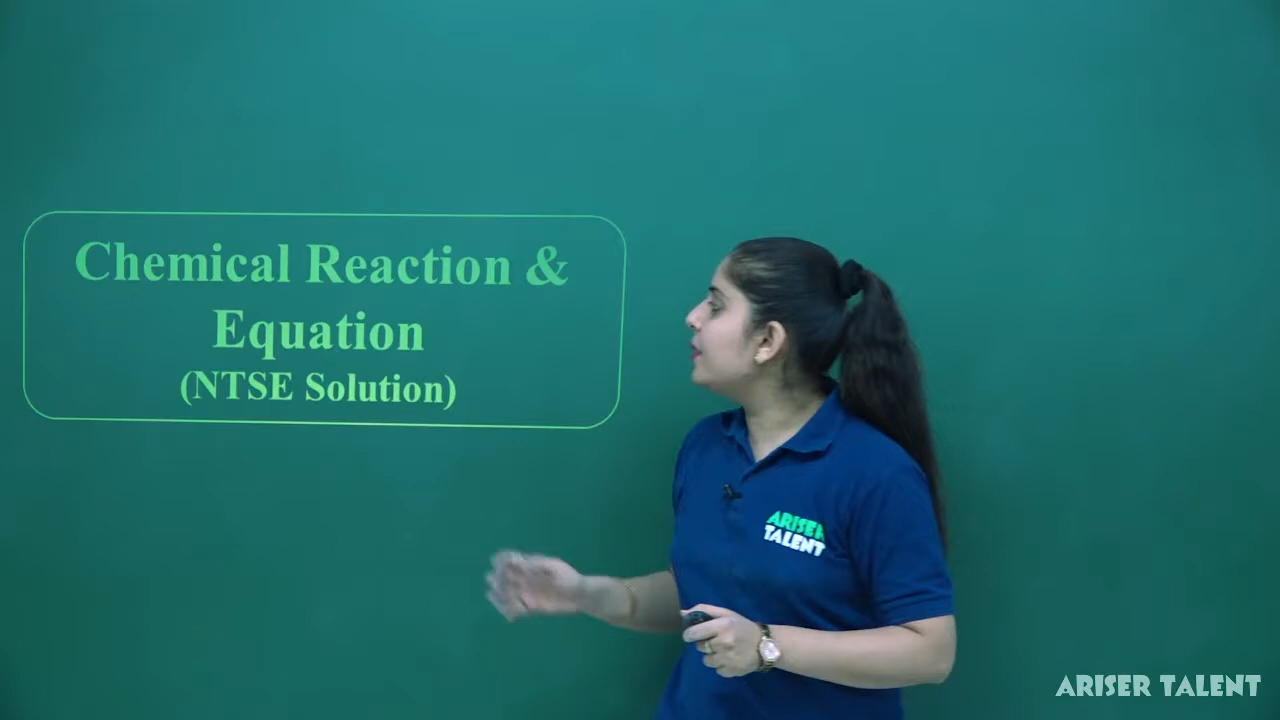 Chemical Reaction &
Equation
(NTSE Solution)
ARISER
TALENT
ARISER TALENT